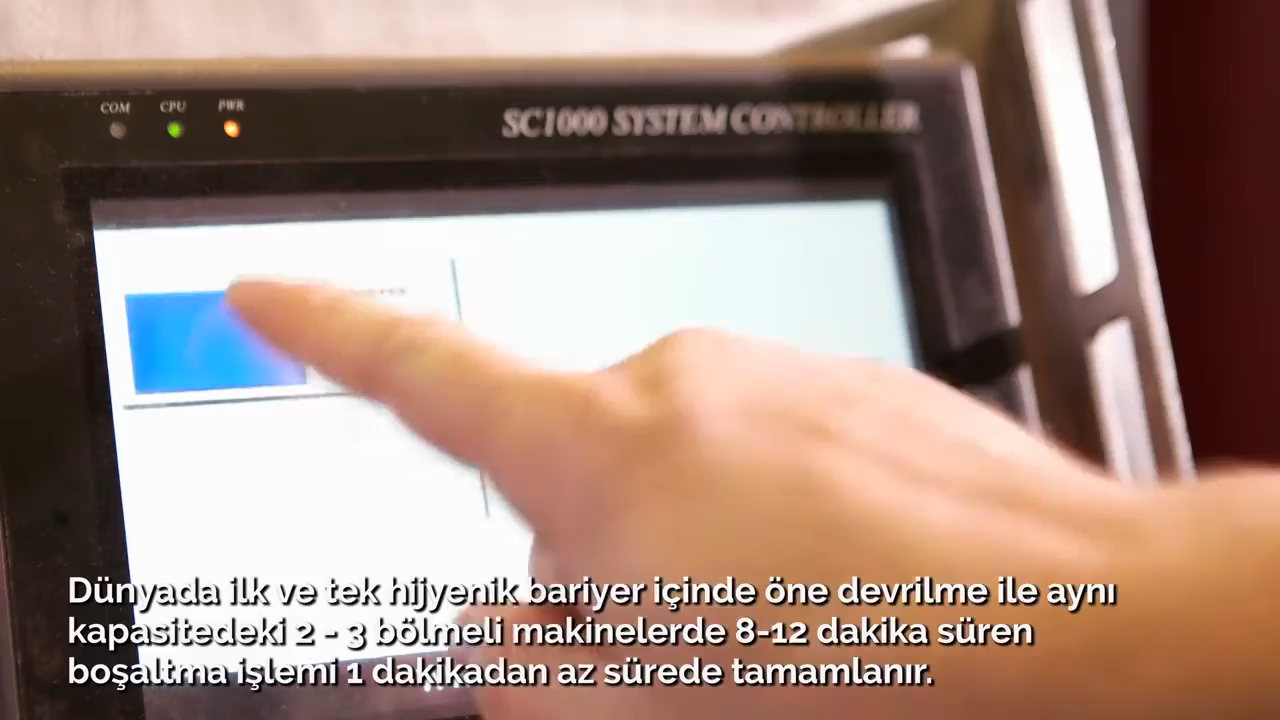 COM CPU PWR
SC1000 SYSTEM CONTROLLER
Dünyada ilk ve tek hijyenik bariyer içinde öne devrilme ile aynı
kapasitedeki 2 - 3 bölmeli makinelerde 8-12 dakika süren
boşaltma işlemi 1 dakikadan az sürede tamamlanır.